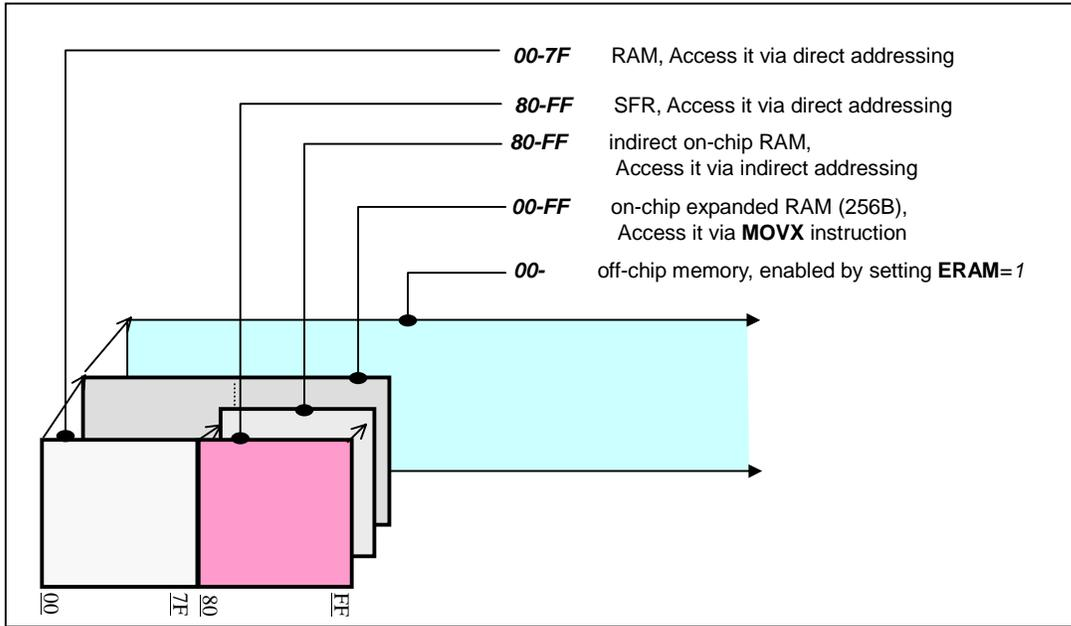 00-7F RAM, Access it via direct addressing
80-FF SFR, Access it via direct addressing
80-FF indirect on-chip RAM,
Access it via indirect addressing
00-FF on-chip expanded RAM (256B),
Access it via MOVX instruction
00- off-chip memory, enabled by setting ERAM=1
00 7F 80 FF